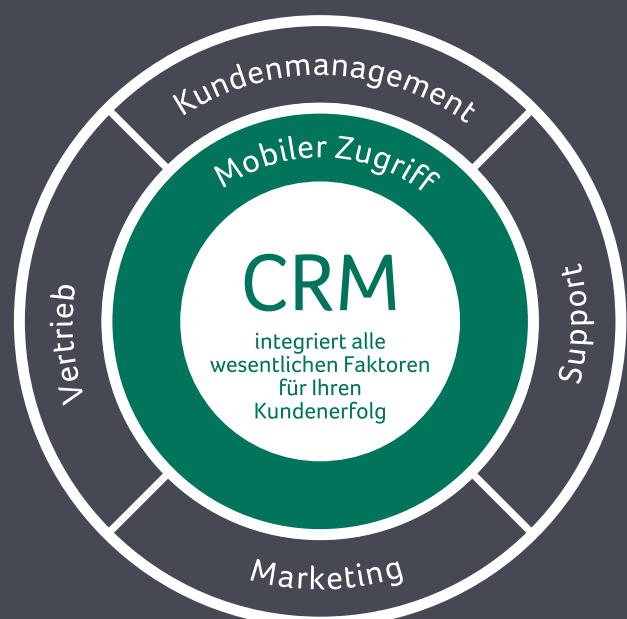 Kundenmanagement
Mobiler Zugriff
CRM
integriert alle
wesentlichen Faktoren
für Ihren
Kundenerfolg
Vertrieb
Support
Marketing